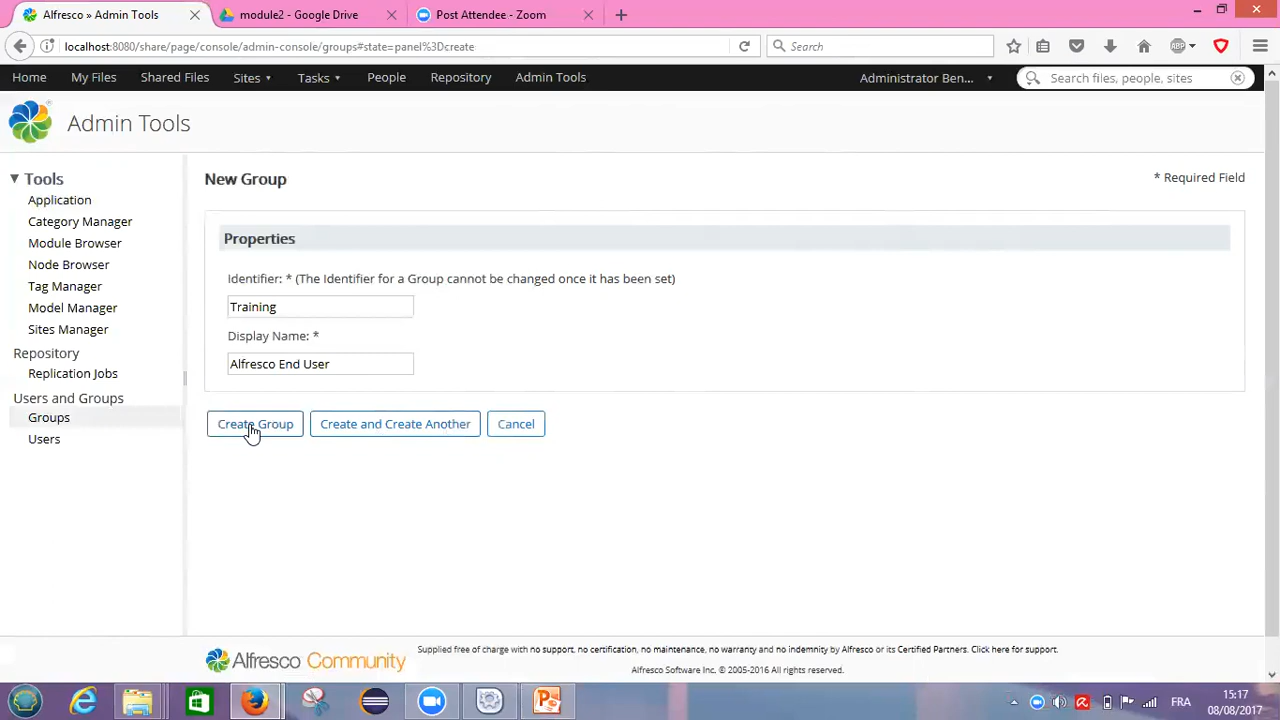 Alfresco » Admin Tools
module2 - Google Drive
Post Attendee - Zoom
localhost:8080/share/page/console/admin-console/groups#state=panel%3Dcreate
Search
ABP
Home My Files Shared Files Sites Tasks People Repository Admin Tools Administrator Ben... Search files, people, sites
Admin Tools
Tools
Application
Category Manager
Module Browser
Node Browser
Tag Manager
Model Manager
Sites Manager
Repository
Replication Jobs
Users and Groups
Groups
Users
New Group
* Required Field
Properties
Identifier: * (The Identifier for a Group cannot be changed once it has been set)
Training
Display Name: *
Alfresco End User
Create Group Create and Create Another Cancel
Alfresco Community
Supplied free of charge with no support, no certification, no maintenance, no warranty and no indemnity by Alfresco or its Certified Partners. Click here for support.
Alfresco Software Inc. © 2005-2016 All rights reserved.
FRA
15:17
08/08/2017